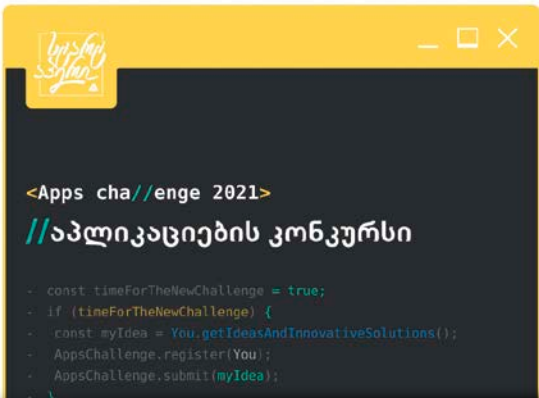 <Apps cha//enge 2021>
//აპლიკაციების კონკურსი
- const timeForTheNewChallenge = true;
- if (timeForTheNewChallenge) {
- const myIdea = You.getIdeasAndInnovativeSolutions();
- AppsChallenge.register(You);
- AppsChallenge.submit(myIdea);
- }